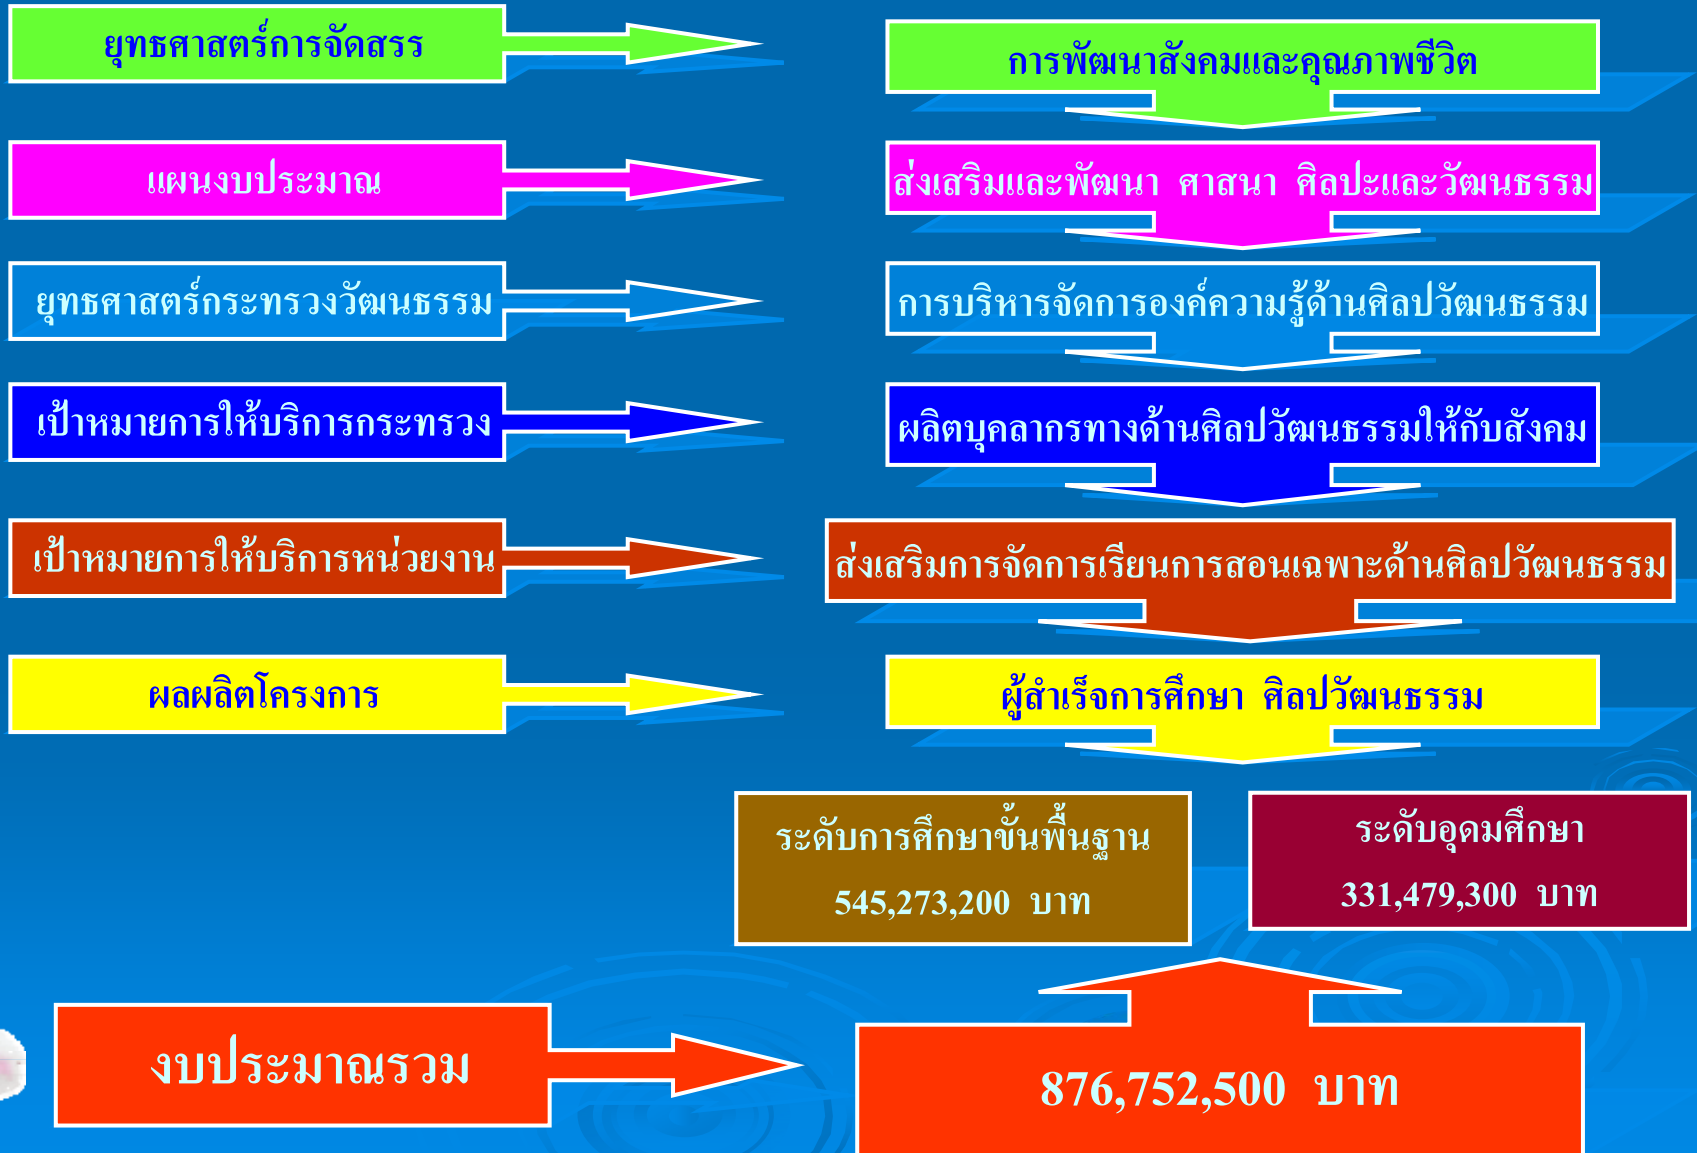 ยุทธศาสตร์การจัดสรร
การพัฒนาสังคมและคุณภาพชีวิต
แผนงบประมาณ
ส่งเสริมและพัฒนา ศาสนา ศิลปะและวัฒนธรรม
ยุทธศาสตร์กระทรวงวัฒนธรรม
การบริหารจัดการองค์ความรู้ด้านศิลปวัฒนธรรม
เป้าหมายการให้บริการกระทรวง
ผลิตบุคลากรทางด้านศิลปวัฒนธรรมให้กับสังคม
เป้าหมายการให้บริการหน่วยงาน
ส่งเสริมการจัดการเรียนการสอนเฉพาะด้านศิลปวัฒนธรรม
ผลผลิตโครงการ
ผู้สำเร็จการศึกษา ศิลปวัฒนธรรม
ระดับการศึกษาขั้นพื้นฐาน
545,273,200 บาท
ระดับอุดมศึกษา
331,479,300 บาท
งบประมาณรวม
876,752,500 บาท